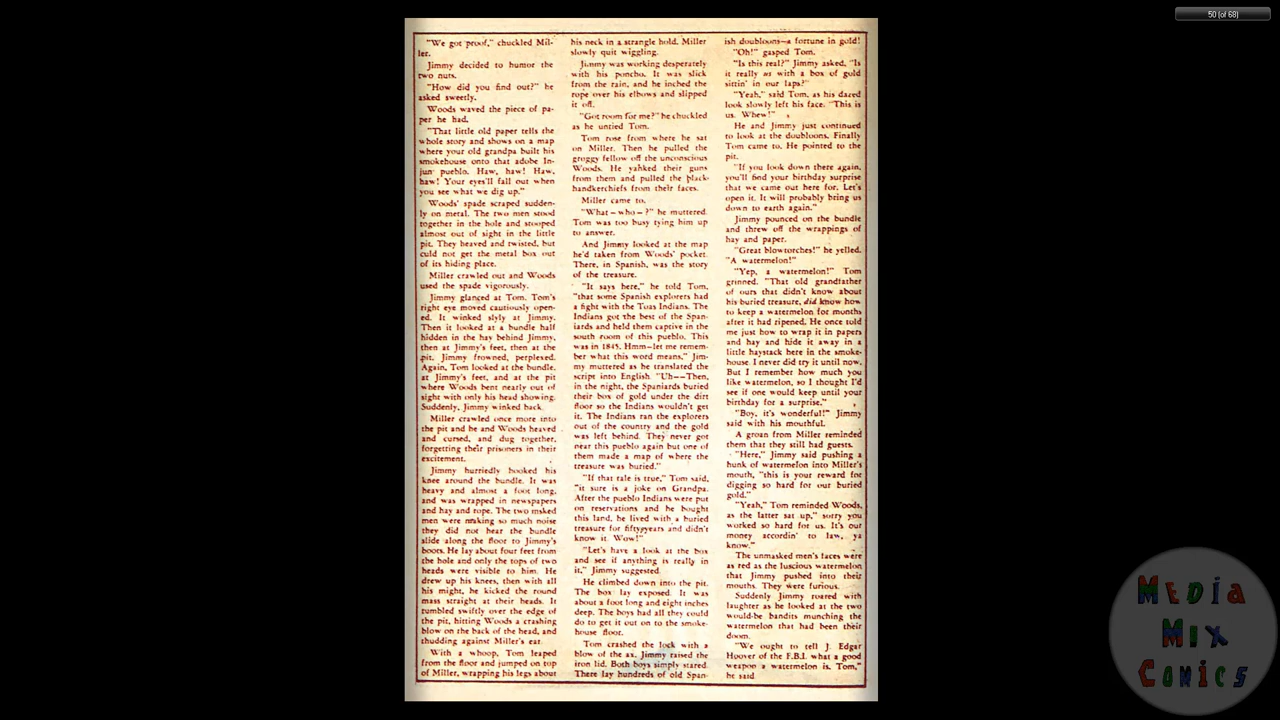 50 (of 68)
"We got proof," chuckled Mil-
ler.
Jimmy decided to humor the
two nuts.
"How did you find out?" he
asked sweetly.
Woods waved the piece of pa-
per he had.
"That little old paper tells the
whole story and shows on a map
where your old grandpa built his
smokehouse onto that adobe In-
jun pueblo. Haw, haw! Haw,
haw! Your eyes'll fall out when
you see what we dig up."
Woods' spade scraped sudden-
ly on metal. The two men stood
together in the hole and stooped
almost out of sight in the little
pit. They heaved and twisted, but
could not get the metal box out
of its hiding place.
Miller crawled out and Woods
used the spade vigorously.
Jimmy glanced at Tom. Tom's
right eye moved cautiously open-
ed. It winked slyly at Jimmy.
Then it looked at a bundle half
hidden in the hay behind Jimmy,
then at Jimmy's feet, then at the
pit. Jimmy frowned, perplexed.
Again, Tom looked at the bundle,
at Jimmy's feet, and at the pit
where Woods bent nearly out of
sight with only his head showing.
Suddenly, Jimmy winked back.
Miller crawled once more into
the pit and he and Woods heaved
and cursed, and dug together,
forgetting their prisoners in their
excitement.
Jimmy hurriedly hooked his
knee around the bundle. It was
heavy and almost a foot long,
and was wrapped in newspapers
and hay and rope. The two msked
men were making so much noise
they did not hear the bundle
slide along the floor to Jimmy's
boots. He lay about four feet from
the hole and only the tops of two
heads were visible to him. He
drew up his knees, then with all
his might, he kicked the round
mass straight at their heads. It
tumbled swiftly over the edge of
the pit, hitting Woods a crashing
blow on the back of the head, and
thudding against Miller's ear.
With a whoop, Tom leaped
from the floor and jumped on top
of Miller, wrapping his legs about
his neck in a strangle hold. Miller
slowly quit wiggling.
Jimmy was working desperately
with his poncho. It was slick
from the rain, and he inched the
rope over his elbows and slipped
it off.
"Got room for me?" he chuckled
as he untied Tom.
Tom rose from where he sat
on Miller. Then he pulled the
groggy fellow off the unconscious
Woods. He yahked their guns
from them and pulled the black
handkerchiefs from their faces.
Miller came to.
"What—who—?" he muttered.
Tom was too busy tying him up
to answer.
And Jimmy looked at the map
he'd taken from Woods' pocket.
There, in Spanish, was the story
of the treasure.
"It says here," he told Tom,
"that some Spanish explorers had
a fight with the Toas Indians. The
Indians got the best of the Span-
iards and held them captive in the
south room of this pueblo. This
was in 1845. Hmm—let me remem-
ber what this word means," Jim-
my muttered as he translated the
script into English. "Uh——Then,
in the night, the Spaniards buried
their box of gold under the dirt
floor so the Indians wouldn't get
it. The Indians ran the explorers
out of the country and the gold
was left behind. They never got
near this pueblo again but one of
them made a map of where the
treasure was buried."
"If that tale is true," Tom said,
"it sure is a joke on Grandpa.
After the pueblo Indians were put
on reservations and he bought
this land, he lived with a buried
treasure for fiftyyears and didn't
know it. Wow!"
"Let's have a look at the box
and see if anything is really in
it," Jimmy suggested.
He climbed down into the pit.
The box lay exposed. It was
about a foot long and eight inches
deep. The boys had all they could
do to get it out on to the smoke-
house floor.
Tom crashed the lock with a
blow of the ax. Jimmy raised the
iron lid. Both boys simply stared.
There lay hundreds of old Span-
ish doubloons—a fortune in gold!
"Oh!" gasped Tom.
"Is this real?" Jimmy asked, "Is
it really us with a box of gold
sittin' in our laps?"
"Yeah," said Tom, as his dazed
look slowly left his face. "This is
us. Whew!"
He and Jimmy just continued
to look at the doubloons. Finally
Tom came to. He pointed to the
pit.
"If you look down there again,
you'll find your birthday surprise
that we came out here for. Let's
open it. It will probably bring us
down to earth again."
Jimmy pounced on the bundle
and threw off the wrappings of
hay and paper.
"Great blowtorches!" he yelled.
"A watermelon!"
"Yep, a watermelon!" Tom
grinned. "That old grandfather
of ours that didn't know about
his buried treasure, did know how
to keep a watermelon for months
after it had ripened. He once told
me just how to wrap it in papers
and hay and hide it away in a
little haystack here in the smoke-
house. I never did try it until now.
But I remember how much you
like watermelon, so I thought I'd
see if one would keep until your
birthday for a surprise."
"Boy, it's wonderful!" Jimmy
said with his mouthful.
A groan from Miller reminded
them that they still had guests.
"Here," Jimmy said pushing a
hunk of watermelon into Miller's
mouth, "this is your reward for
digging so hard for our buried
gold."
"Yeah," Tom reminded Woods,
as the latter sat up," sorry you
worked so hard for us. It's our
money accordin' to law, ya
know."
The unmasked men's faces were
as red as the luscious watermelon
that Jimmy pushed into their
mouths. They were furious.
Suddenly Jimmy roared with
laughter as he looked at the two
would-be bandits munching the
watermelon that had been their
doom.
"We ought to tell J. Edgar
Hoover of the F.B.I. what a good
weapon a watermelon is, Tom,"
he said
MeDia
Mix
Comics